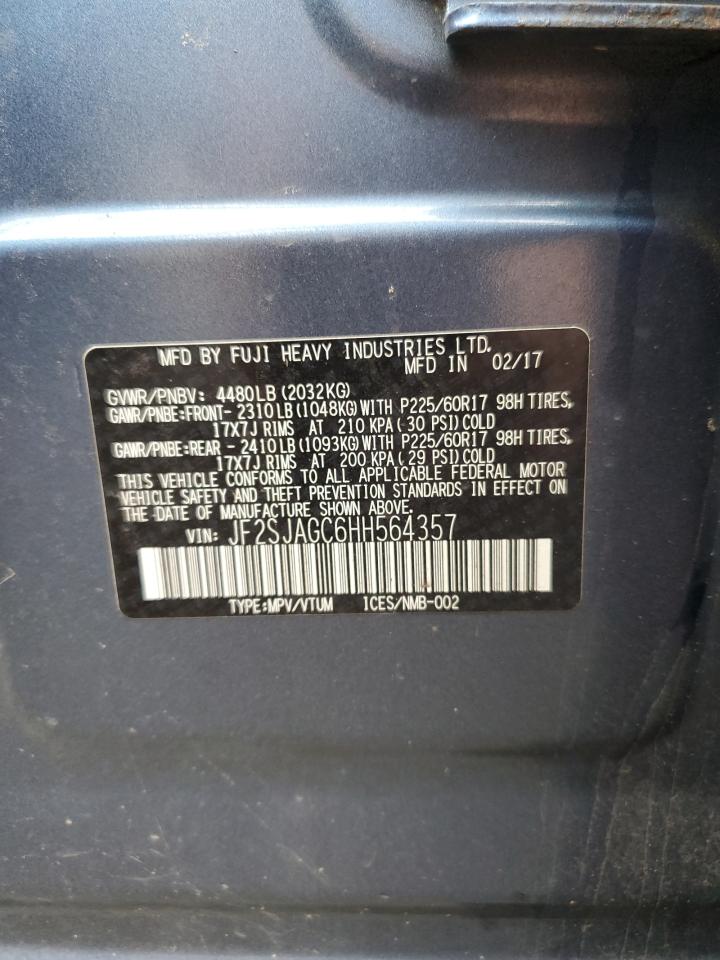 MFD BY FUJI HEAVY INDUSTRIES LTD.
MFD IN 02/17
GVWR/PNBV: 4480LB (2032KG)
GAWR/PNBE:FRONT- 2310LB (1048KG) WITH P225/60R17 98H TIRES,
17X7J RIMS AT 210 KPA ( 30 PSI) COLD
GAWR/PNBE:REAR - 2410LB (1093KG) WITH P225/60R17 98H TIRES,
17X7J RIMS AT 200 KPA ( 29 PSI) COLD
THIS VEHICLE CONFORMS TO ALL APPLICABLE FEDERAL MOTOR
VEHICLE SAFETY AND THEFT PREVENTION STANDARDS IN EFFECT ON
THE DATE OF MANUFACTURE SHOWN ABOVE.
VIN: JF2SJAGC6HH564357
TYPE:MPV/VTUM ICES/NMB-002